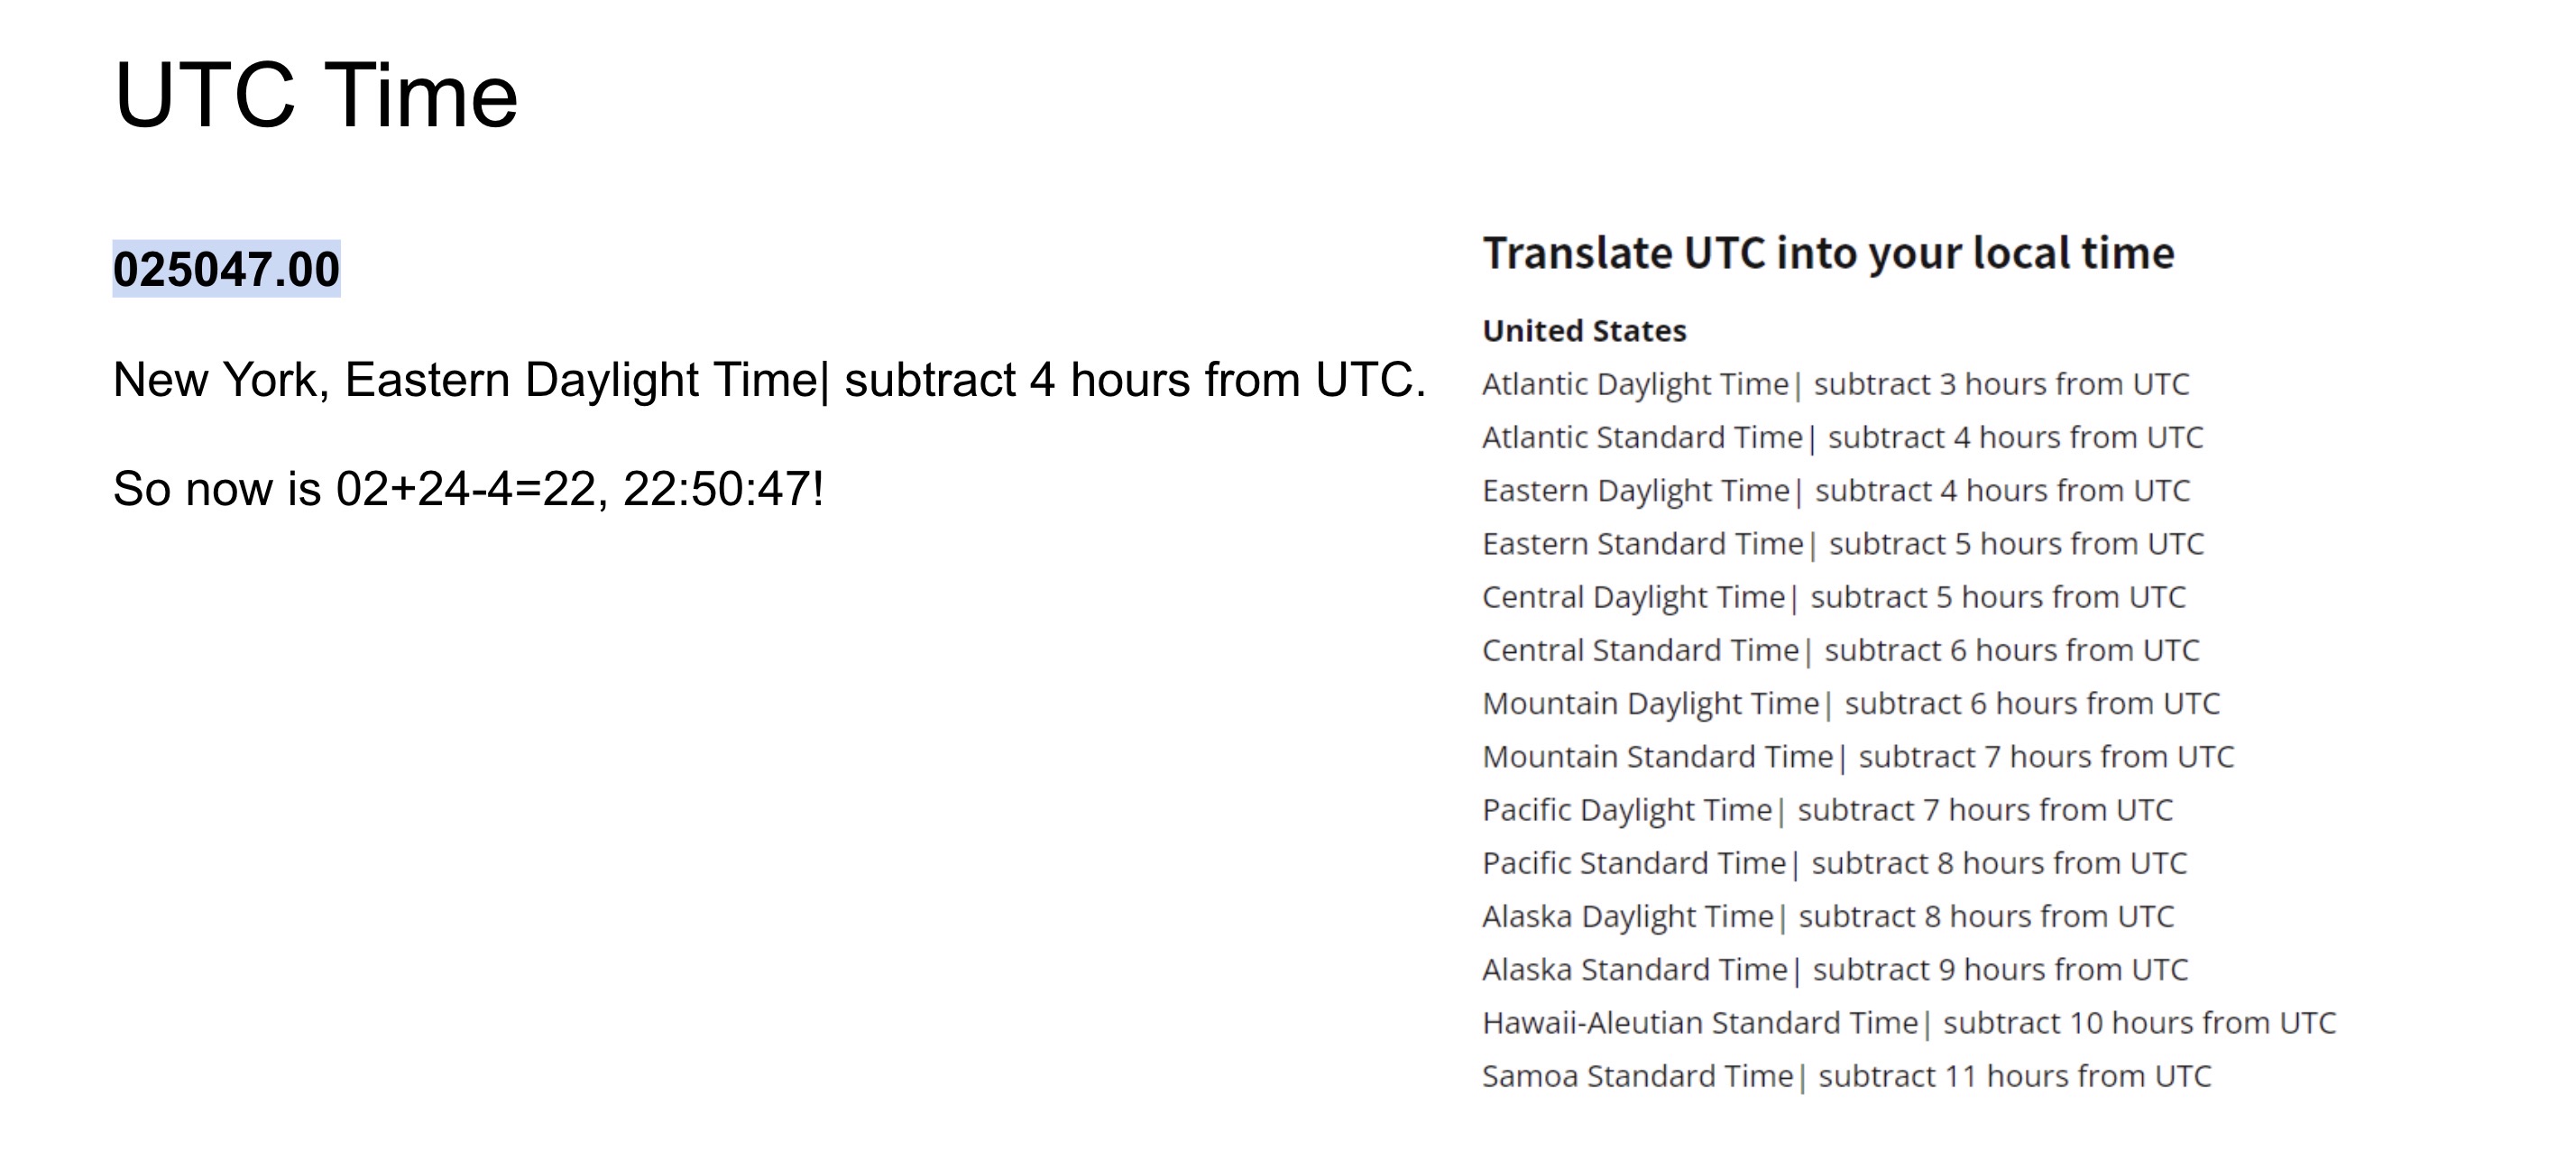 UTC Time
025047.00
New York, Eastern Daylight Time| subtract 4 hours from UTC.
So now is 02+24-4=22, 22:50:47!
Translate UTC into your local time
United States
Atlantic Daylight Time| subtract 3 hours from UTC
Atlantic Standard Time| subtract 4 hours from UTC
Eastern Daylight Time| subtract 4 hours from UTC
Eastern Standard Time| subtract 5 hours from UTC
Central Daylight Time| subtract 5 hours from UTC
Central Standard Time| subtract 6 hours from UTC
Mountain Daylight Time| subtract 6 hours from UTC
Mountain Standard Time| subtract 7 hours from UTC
Pacific Daylight Time| subtract 7 hours from UTC
Pacific Standard Time| subtract 8 hours from UTC
Alaska Daylight Time| subtract 8 hours from UTC
Alaska Standard Time| subtract 9 hours from UTC
Hawaii-Aleutian Standard Time| subtract 10 hours from UTC
Samoa Standard Time| subtract 11 hours from UTC